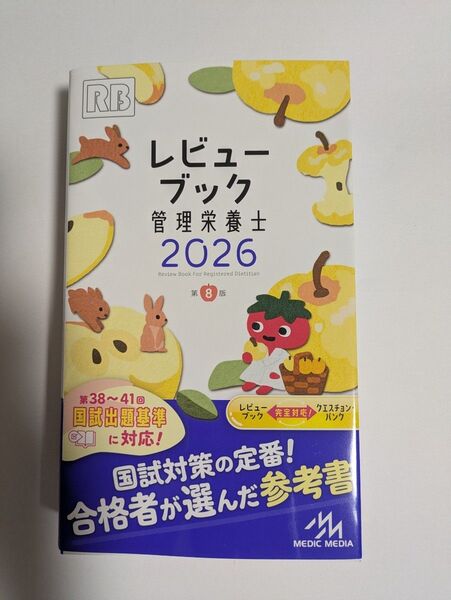 RB
レビュー
ブック
管理栄養士
2026
Review Book for Registered Dietitian
第8版
第38～41回
国試出題基準
に対応!
レビュー
ブック
完全対応!
クエスチョン・
バンク
国試対策の定番!
合格者が選んだ参考書
MEDIC MEDIA